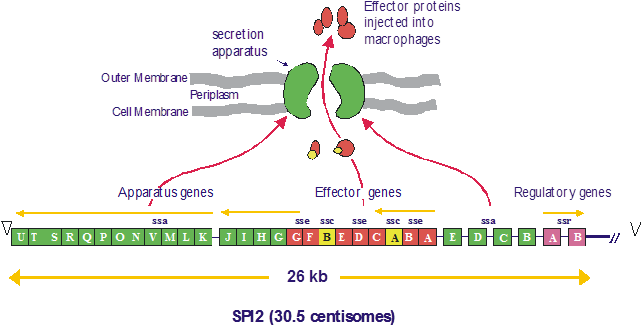 Effector proteins
injected into
macrophages
secretion
apparatus
Outer Membrane
Periplasm
Cell Membrane
Apparatus genes
Effector genes
Regulatory genes
ssa
sse ssc sse ssc sse
ssa
ssr
U T S R Q P O N V M L K J I H G G F B E D C A B A E D C B A B
26 kb
SPI2 (30.5 centisomes)